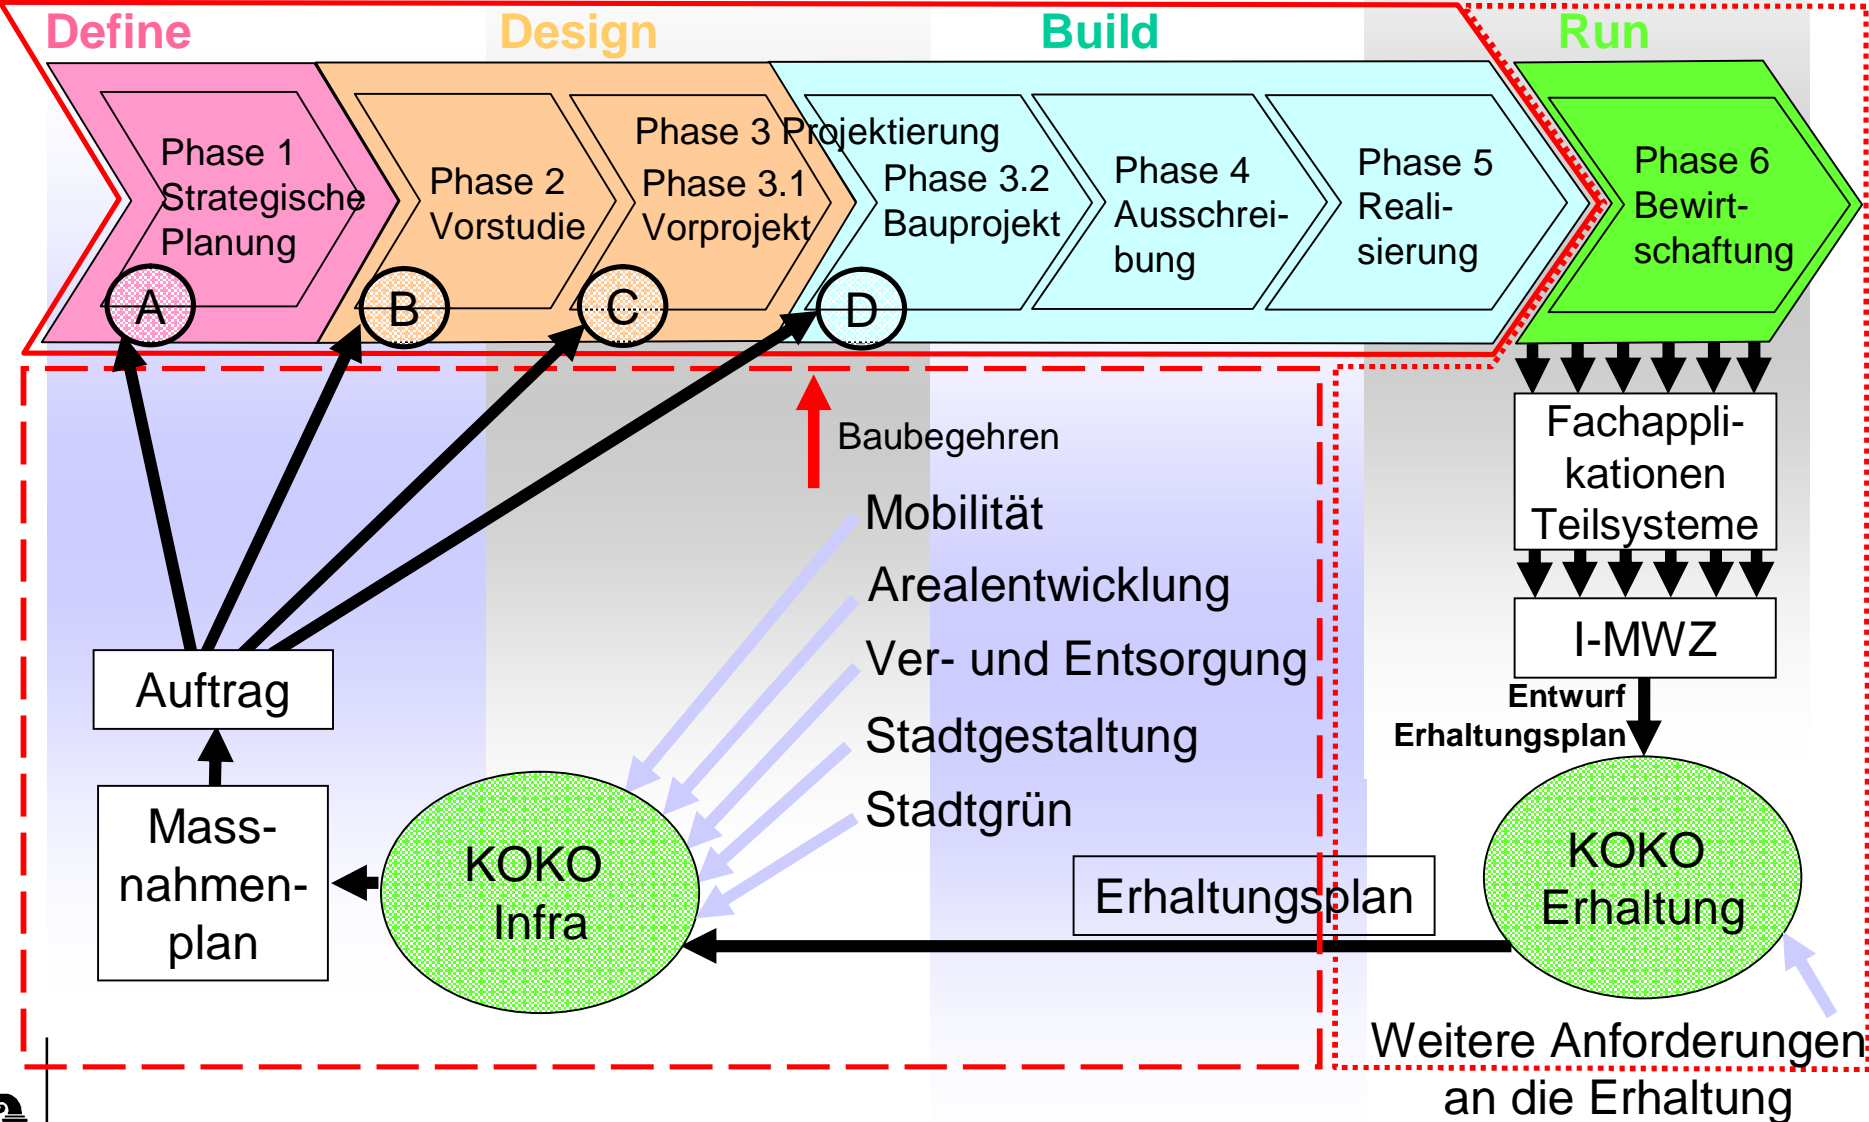 Define
Design
Build
Run
Phase 1
Strategische
Planung
Phase 2
Vorstudie
Phase 3 Projektierung
Phase 3.1
Vorprojekt
Phase 3.2
Bauprojekt
Phase 4
Ausschrei-
bung
Phase 5
Reali-
sierung
Phase 6
Bewirt-
schaftung
A
B
C
D
Baubegehren
Mobilität
Arealentwicklung
Ver- und Entsorgung
Stadtgestaltung
Stadtgrün
Auftrag
Mass-
nahmen-
plan
KOKO
Infra
Erhaltungsplan
Fachappli-
kationen
Teilsysteme
I-MWZ
Entwurf
Erhaltungsplan
KOKO
Erhaltung
Weitere Anforderungen
an die Erhaltung